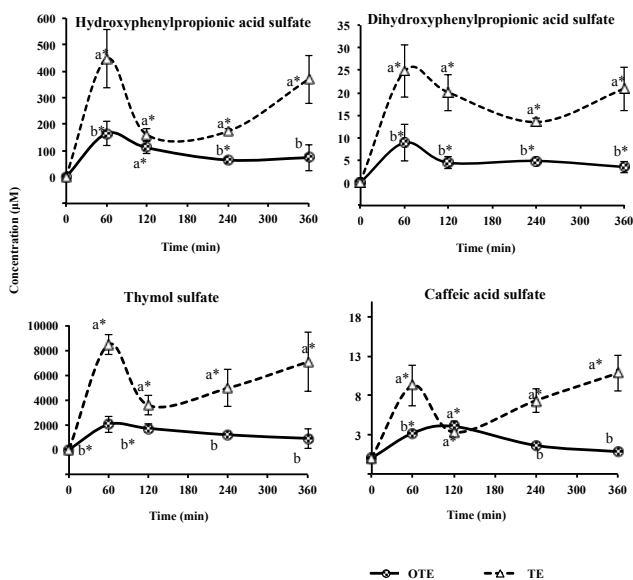 Hydroxyphenylpropionic acid sulfate
600
500
400
300
200
100
0
a*
a*
a*
a*
b*
a*
b*
b
0 60 120 180 240 300 360
Time (min)
Dihydroxyphenylpropionic acid sulfate
35
30
25
20
15
10
5
0
a*
a*
a*
a*
b*
b*
b*
b*
0 60 120 180 240 300 360
Time (min)
Concentration (µM)
Thymol sulfate
10000
8000
6000
4000
2000
0
a*
a*
a*
a*
b*
b*
b
b
0 60 120 180 240 300 360
Time (min)
Caffeic acid sulfate
18
13
8
3
a*
a*
a*
a*
b*
a*
b
b
0 60 120 180 240 300 360
Time (min)
OTE TE